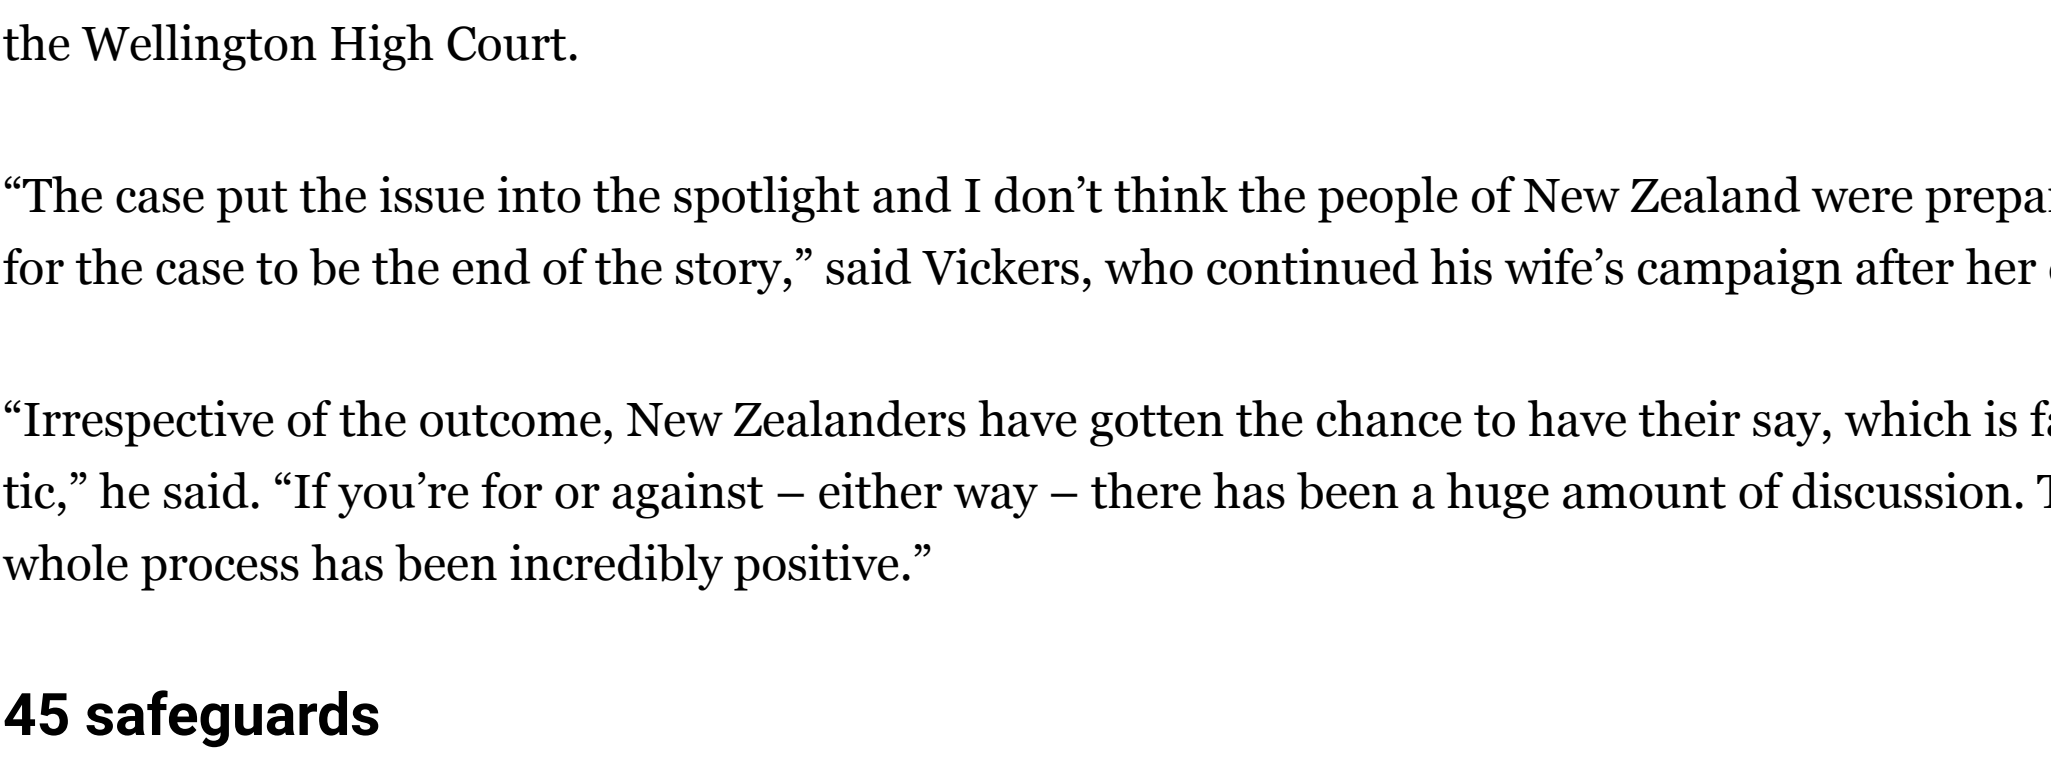 the Wellington High Court.
“The case put the issue into the spotlight and I don’t think the people of New Zealand were
for the case to be the end of the story,” said Vickers, who continued his wife’s campaign after her
“Irrespective of the outcome, New Zealanders have gotten the chance to have their say, which is
tic,” he said. “If you’re for or against – either way – there has been a huge amount of discussion.
whole process has been incredibly positive.”
45 safeguards